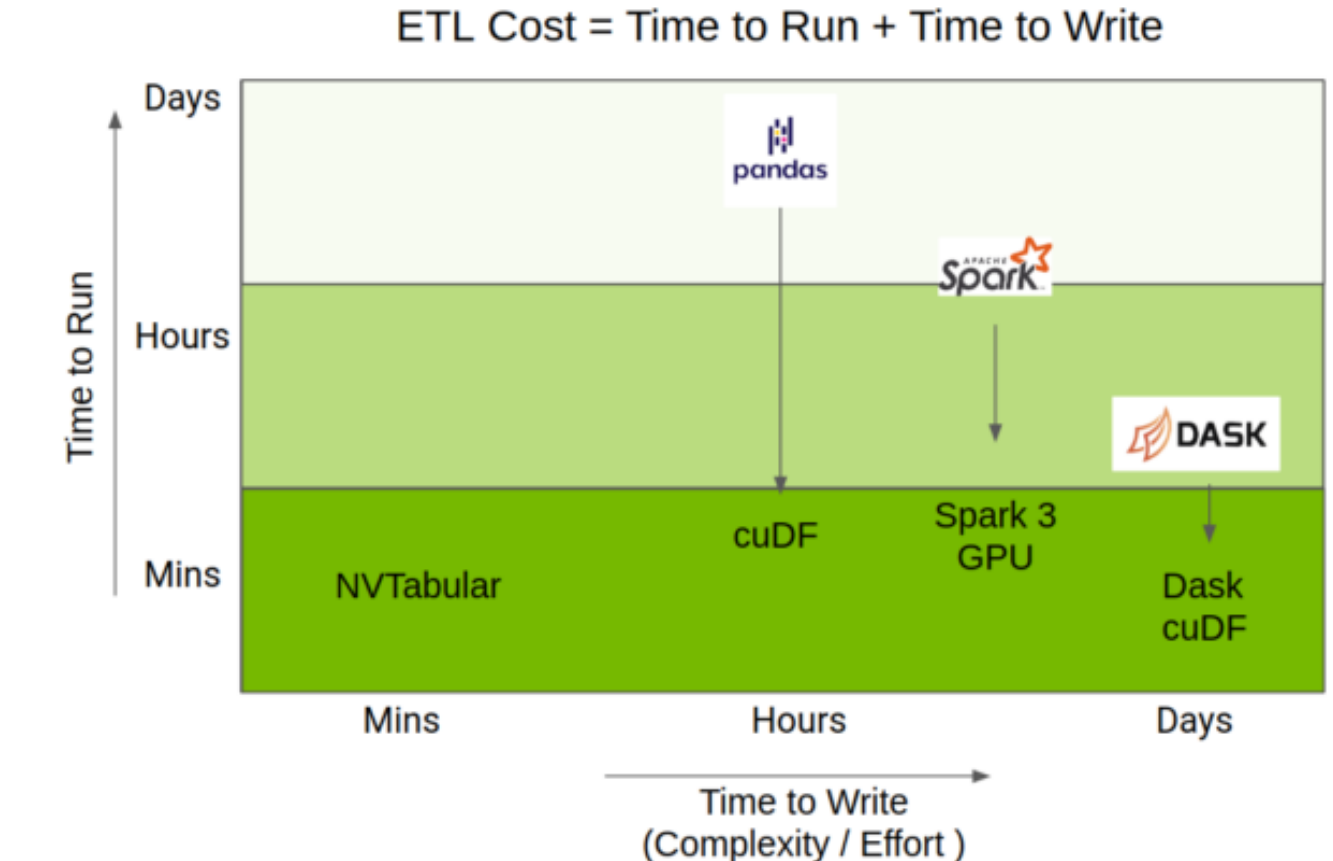 ETL Cost = Time to Run + Time to Write
Days
pandas
APACHE
Spark
Time to Run
Hours
DASK
Mins
NVTabular
cuDF
Spark 3
GPU
Dask
cuDF
Mins
Hours
Days
Time to Write
(Complexity / Effort )